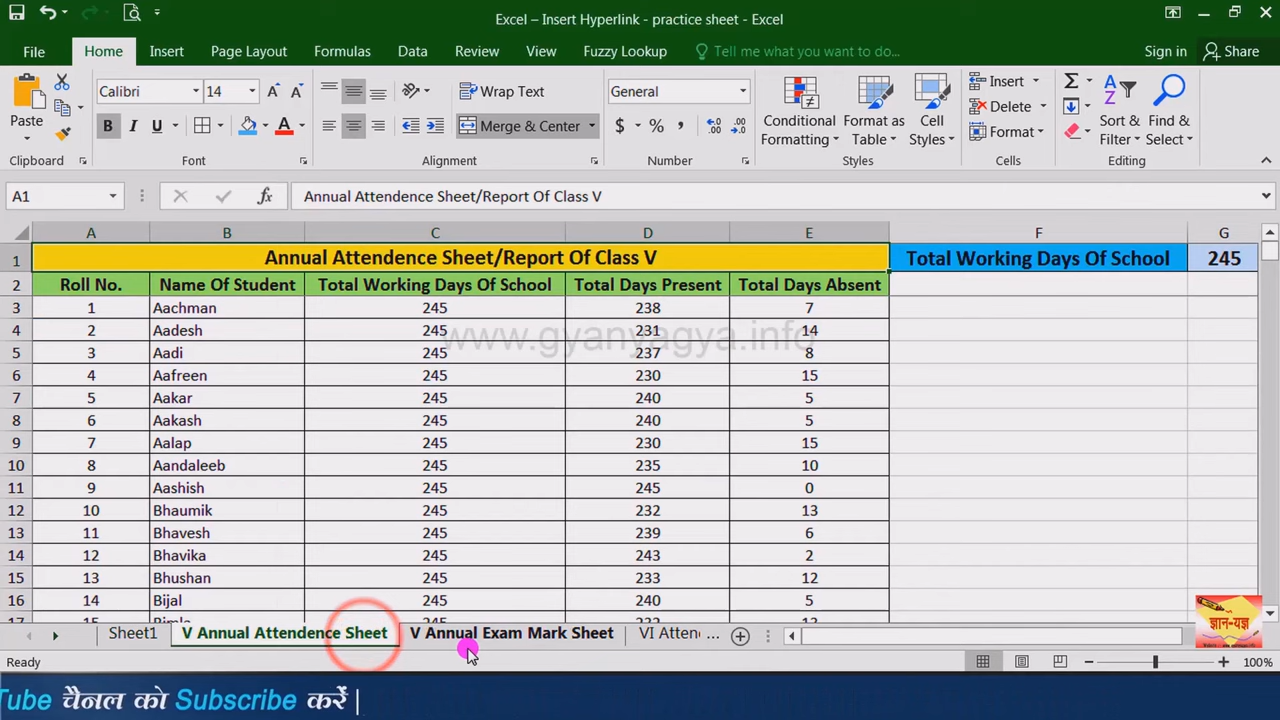 Excel – Insert Hyperlink - practice sheet - Excel
File Home Insert Page Layout Formulas Data Review View Fuzzy Lookup Tell me what you want to do... Sign in Share
Calibri 14 Wrap Text General Insert
Paste B I U Merge & Center $ % , Conditional Formatting Format as Table Cell Styles Delete Format Sort & Filter Find & Select
Clipboard Font Alignment Number Styles Cells Editing
A1 fx Annual Attendence Sheet/Report Of Class V
A B C D E F G
1 Annual Attendence Sheet/Report Of Class V Total Working Days Of School 245
2 Roll No. Name Of Student Total Working Days Of School Total Days Present Total Days Absent
3 1 Aachman 245 238 7
4 2 Aadesh 245 231 14
www.gyanyagya.info
5 3 Aadi 245 237 8
6 4 Aafreen 245 230 15
7 5 Aakar 245 240 5
8 6 Aakash 245 240 5
9 7 Aalap 245 230 15
10 8 Aandaleeb 245 235 10
11 9 Aashish 245 245 0
12 10 Bhaumik 245 232 13
13 11 Bhavesh 245 239 6
14 12 Bhavika 245 243 2
15 13 Bhushan 245 233 12
16 14 Bijal 245 240 5
ज्ञान-यज्ञ
Sheet1 V Annual Attendence Sheet V Annual Exam Mark Sheet VI Atten ...
Ready 100%
Tube चैनल को Subscribe करें |